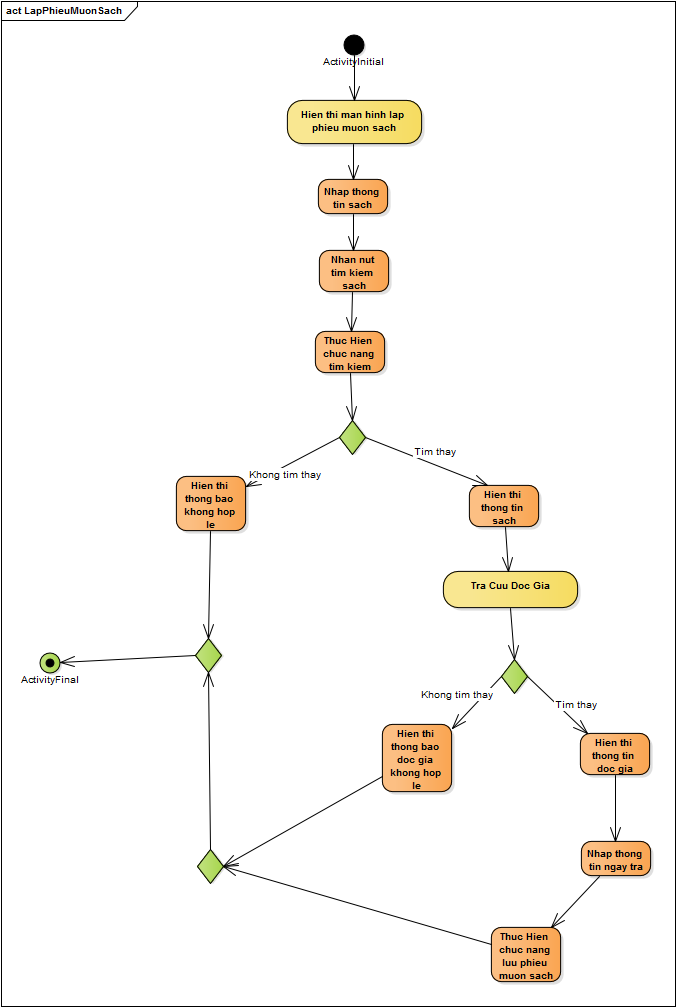 act LapPhieuMuonSach
ActivityInitial
Hien thi man hinh lap
phieu muon sach
Nhap thong
tin sach
Nhan nut
tim kiem
sach
Thuc Hien
chuc nang
tim kiem
Tim thay
Khong tim thay
Hien thi
thong bao
khong hop
le
Hien thi
thong tin
sach
Tra Cuu Doc Gia
ActivityFinal
Khong tim thay
Tim thay
Hien thi
thong bao
doc gia
khong hop
le
Hien thi
thong tin
doc gia
Nhap thong
tin ngay tra
Thuc Hien
chuc nang
luu phieu
muon sach